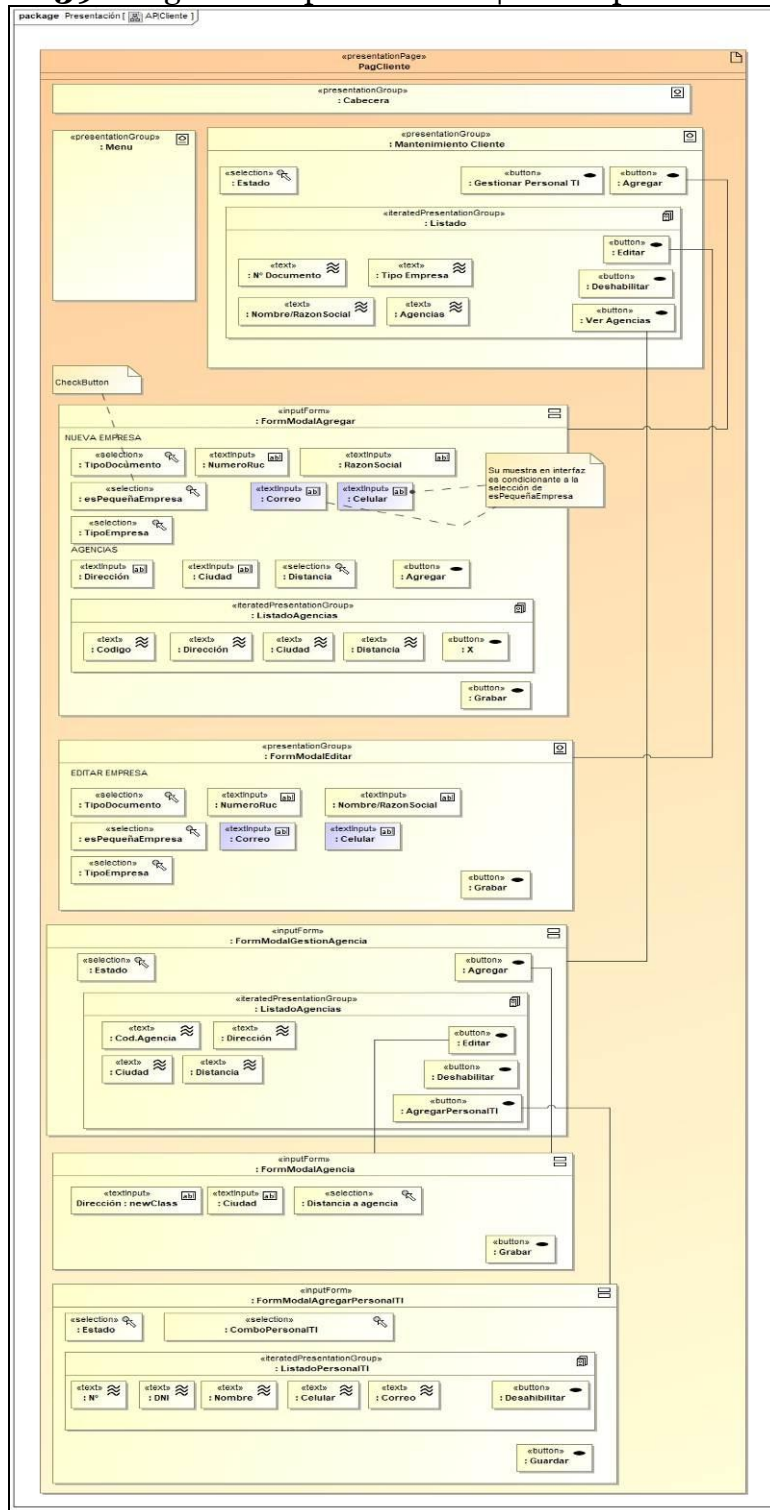 package Presentación [ AP|Cliente ]
«presentationPage»
PagCliente
«presentationGroup»
: Cabecera
«presentationGroup»
: Menu
«presentationGroup»
: Mantenimiento Cliente
«selection»
: Estado
«button»
: Gestionar Personal TI
«button»
: Agregar
«iteratedPresentationGroup»
: Listado
«button»
: Editar
«text»
: Nº Documento
«text»
: Tipo Empresa
«button»
: Deshabilitar
«text»
: Nombre/RazonSocial
«text»
: Agencias
«button»
: Ver Agencias
CheckButton
«inputForm»
: FormModalAgregar
NUEVA EMPRESA
«selection»
: TipoDocumento
«textInput»
: NumeroRuc
«textInput»
: RazonSocial
Su muestra en interfaz
es condicionante a la
selección de
esPequeñaEmpresa
«selection»
: esPequeñaEmpresa
«textInput»
: Correo
«textInput»
: Celular
«selection»
: TipoEmpresa
AGENCIAS
«textInput»
: Dirección
«textInput»
: Ciudad
«selection»
: Distancia
«button»
: Agregar
«iteratedPresentationGroup»
: ListadoAgencias
«text»
: Codigo
«text»
: Dirección
«text»
: Ciudad
«text»
: Distancia
«button»
: X
«button»
: Grabar
«presentationGroup»
: FormModalEditar
EDITAR EMPRESA
«selection»
: TipoDocumento
«textInput»
: NumeroRuc
«textInput»
: Nombre/RazonSocial
«selection»
: esPequeñaEmpresa
«textInput»
: Correo
«textInput»
: Celular
«selection»
: TipoEmpresa
«button»
: Grabar
«inputForm»
: FormModalGestionAgencia
«selection»
: Estado
«button»
: Agregar
«iteratedPresentationGroup»
: ListadoAgencias
«text»
: Cod.Agencia
«text»
: Dirección
«button»
: Editar
«text»
: Ciudad
«text»
: Distancia
«button»
: Deshabilitar
«button»
: AgregarPersonalTI
«inputForm»
: FormModalAgencia
«textInput»
Dirección : newClass
«textInput»
: Ciudad
«selection»
: Distancia a agencia
«button»
: Grabar
«inputForm»
: FormModalAgregarPersonalTI
«selection»
: Estado
«selection»
: ComboPersonalTI
«iteratedPresentationGroup»
: ListadoPersonalTI
«text»
: Nº
«text»
: DNI
«text»
: Nombre
«text»
: Celular
«text»
: Correo
«button»
: Desahibilitar
«button»
: Guardar